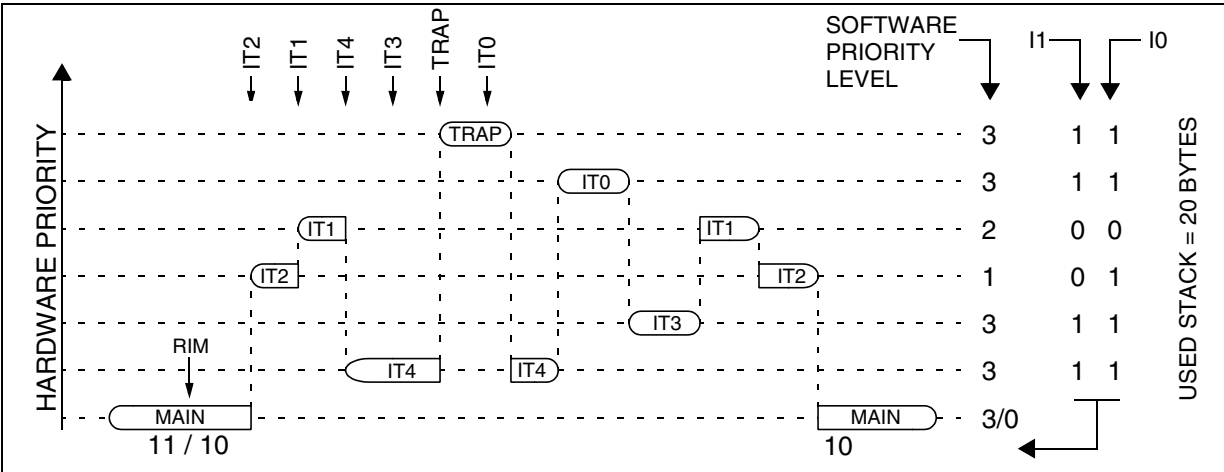 IT2
IT1
IT4
IT3
TRAP
IT0
SOFTWARE
PRIORITY
LEVEL
I1
I0
HARDWARE PRIORITY
USED STACK = 20 BYTES
TRAP
3
1 1
IT0
3
1 1
IT1
IT1
2
0 0
IT2
IT2
1
0 1
IT3
3
1 1
RIM
IT4
IT4
3
1 1
MAIN
MAIN
3/0
11 / 10
10